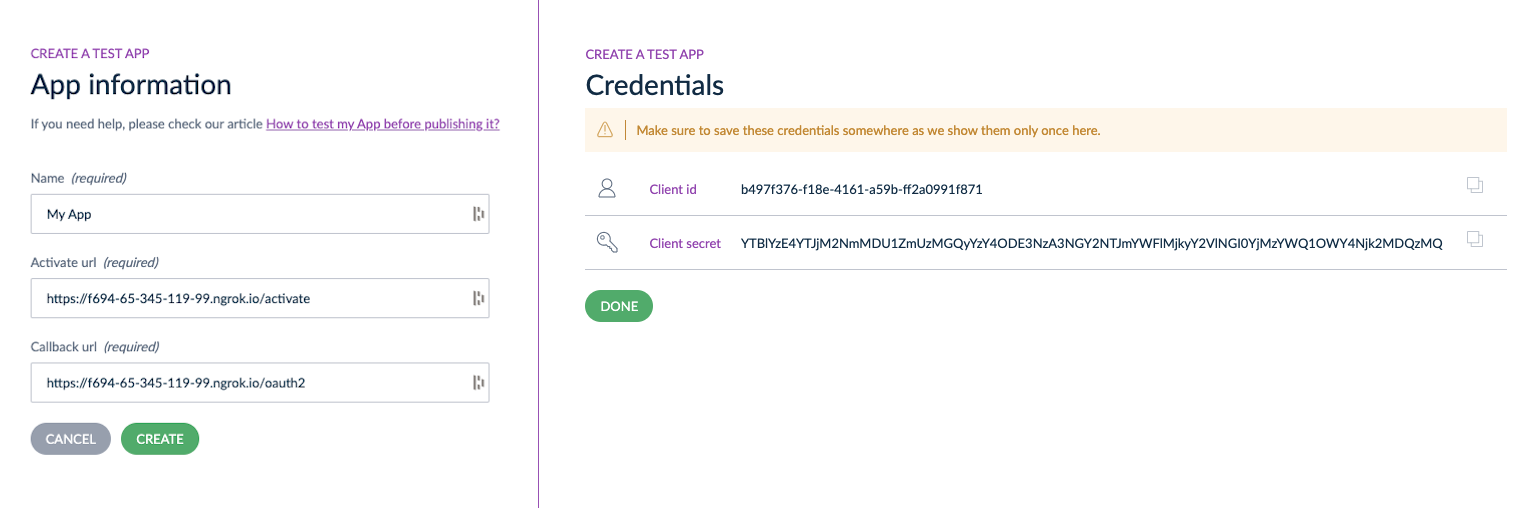 CREATE A TEST APP
App information
If you need help, please check our article How to test my App before publishing it?
Name (required)
My App
Activate url (required)
https://f694-65-345-119-99.ngrok.io/activate
Callback url (required)
https://f694-65-345-119-99.ngrok.io/oauth2
CANCEL CREATE
CREATE A TEST APP
Credentials
Make sure to save these credentials somewhere as we show them only once here.
Client id b497f376-f18e-4161-a59b-ff2a0991f871
Client secret YTBlYzE4YTJjM2NmMDU1ZmUzMGQyYzY4ODE3NzA3NGY2NTJmYWFlMjkyY2VlNGI0YjMzYWQ1OWY4Njk2MDQzMQ
DONE